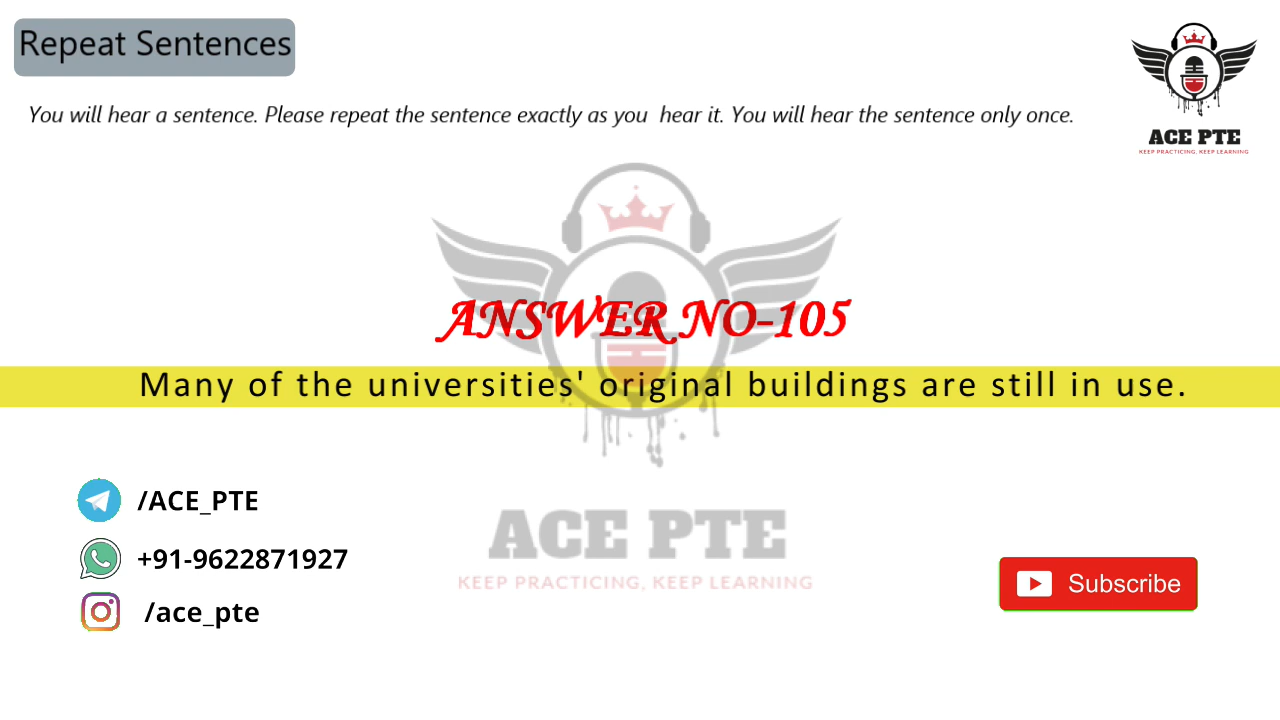 Repeat Sentences
You will hear a sentence. Please repeat the sentence exactly as you  hear it. You will hear the sentence only once.
ACE PTE
KEEP PRACTICING, KEEP LEARNING
ANSWER NO-105
Many of the universities' original buildings are still in use.
/ACE_PTE
ACE PTE
+91-9622871927
KEEP PRACTICING, KEEP LEARNING
Subscribe
/ace_pte